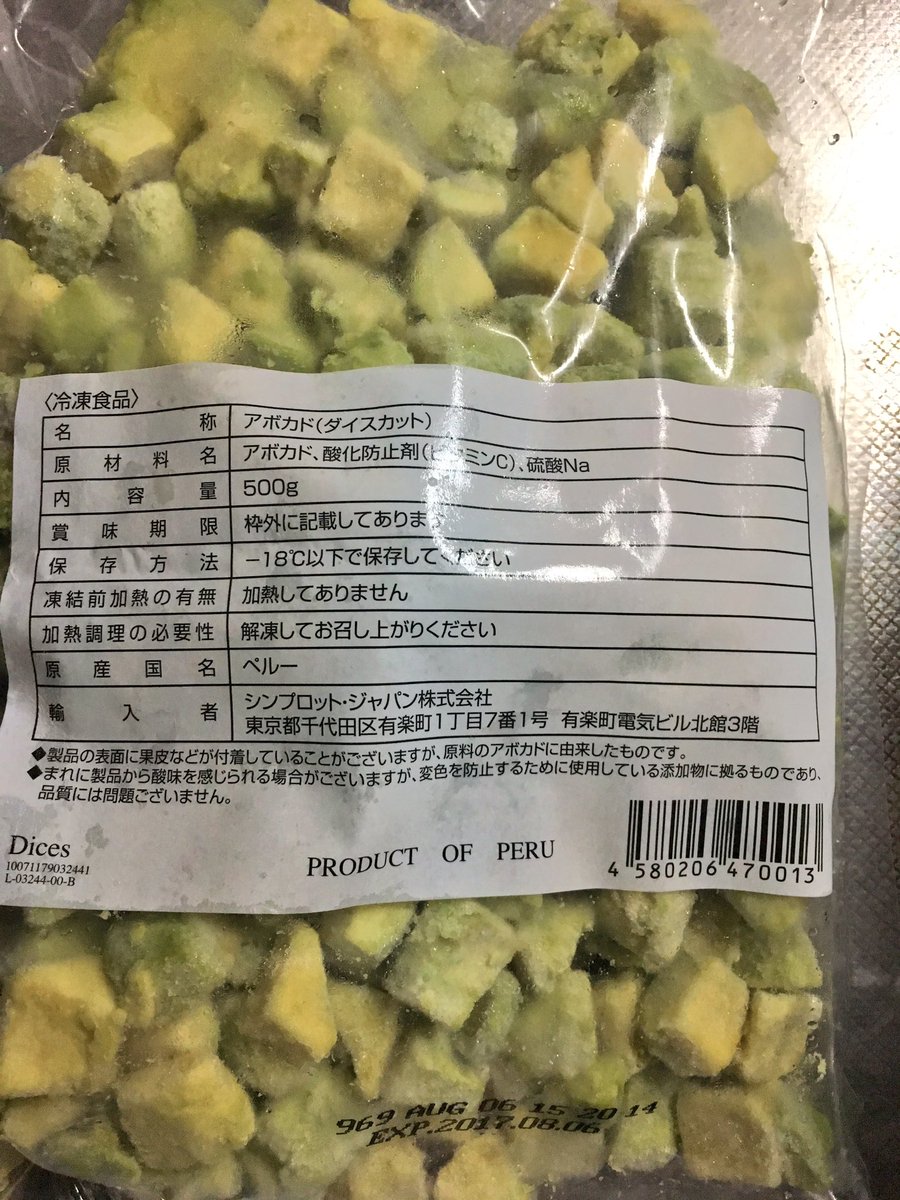 〈冷凍食品〉
名称 アボカド(ダイスカット)
原材料名 アボカド、酸化防止剤(ビタミンC)、硫酸Na
内容量 500g
賞味期限 枠外に記載してあります
保存方法 −18℃以下で保存してください
凍結前加熱の有無 加熱してありません
加熱調理の必要性 解凍してお召し上がりください
原産国名 ペルー
輸入者 シンプロット・ジャパン株式会社
東京都千代田区有楽町1丁目7番1号 有楽町電気ビル北館3階
◆製品の表面に果皮などが付着していることがございますが、原料のアボカドに由来したものです。
◆まれに製品から酸味を感じられる場合がございますが、変色を防止するために使用している添加物に拠るものであり、
品質には問題ございません。
Dices
10071179032441
L-03244-00-B
PRODUCT OF PERU
4 580206 470013
969 AUG 06 15 20 14
EXP.2017.08.06